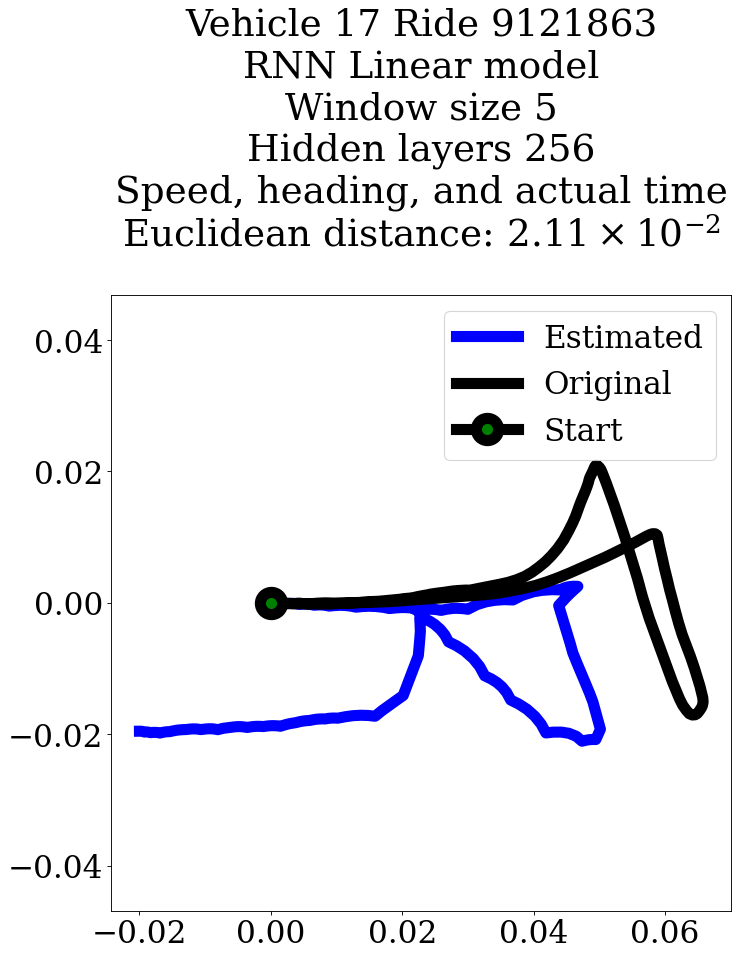 Vehicle 17 Ride 9121863
RNN Linear model
Window size 5
Hidden layers 256
Speed, heading, and actual time
Euclidean distance: 2.11 × 10⁻²
Estimated
Original
Start
0.04
0.02
0.00
−0.02
−0.04
−0.02 0.00 0.02 0.04 0.06